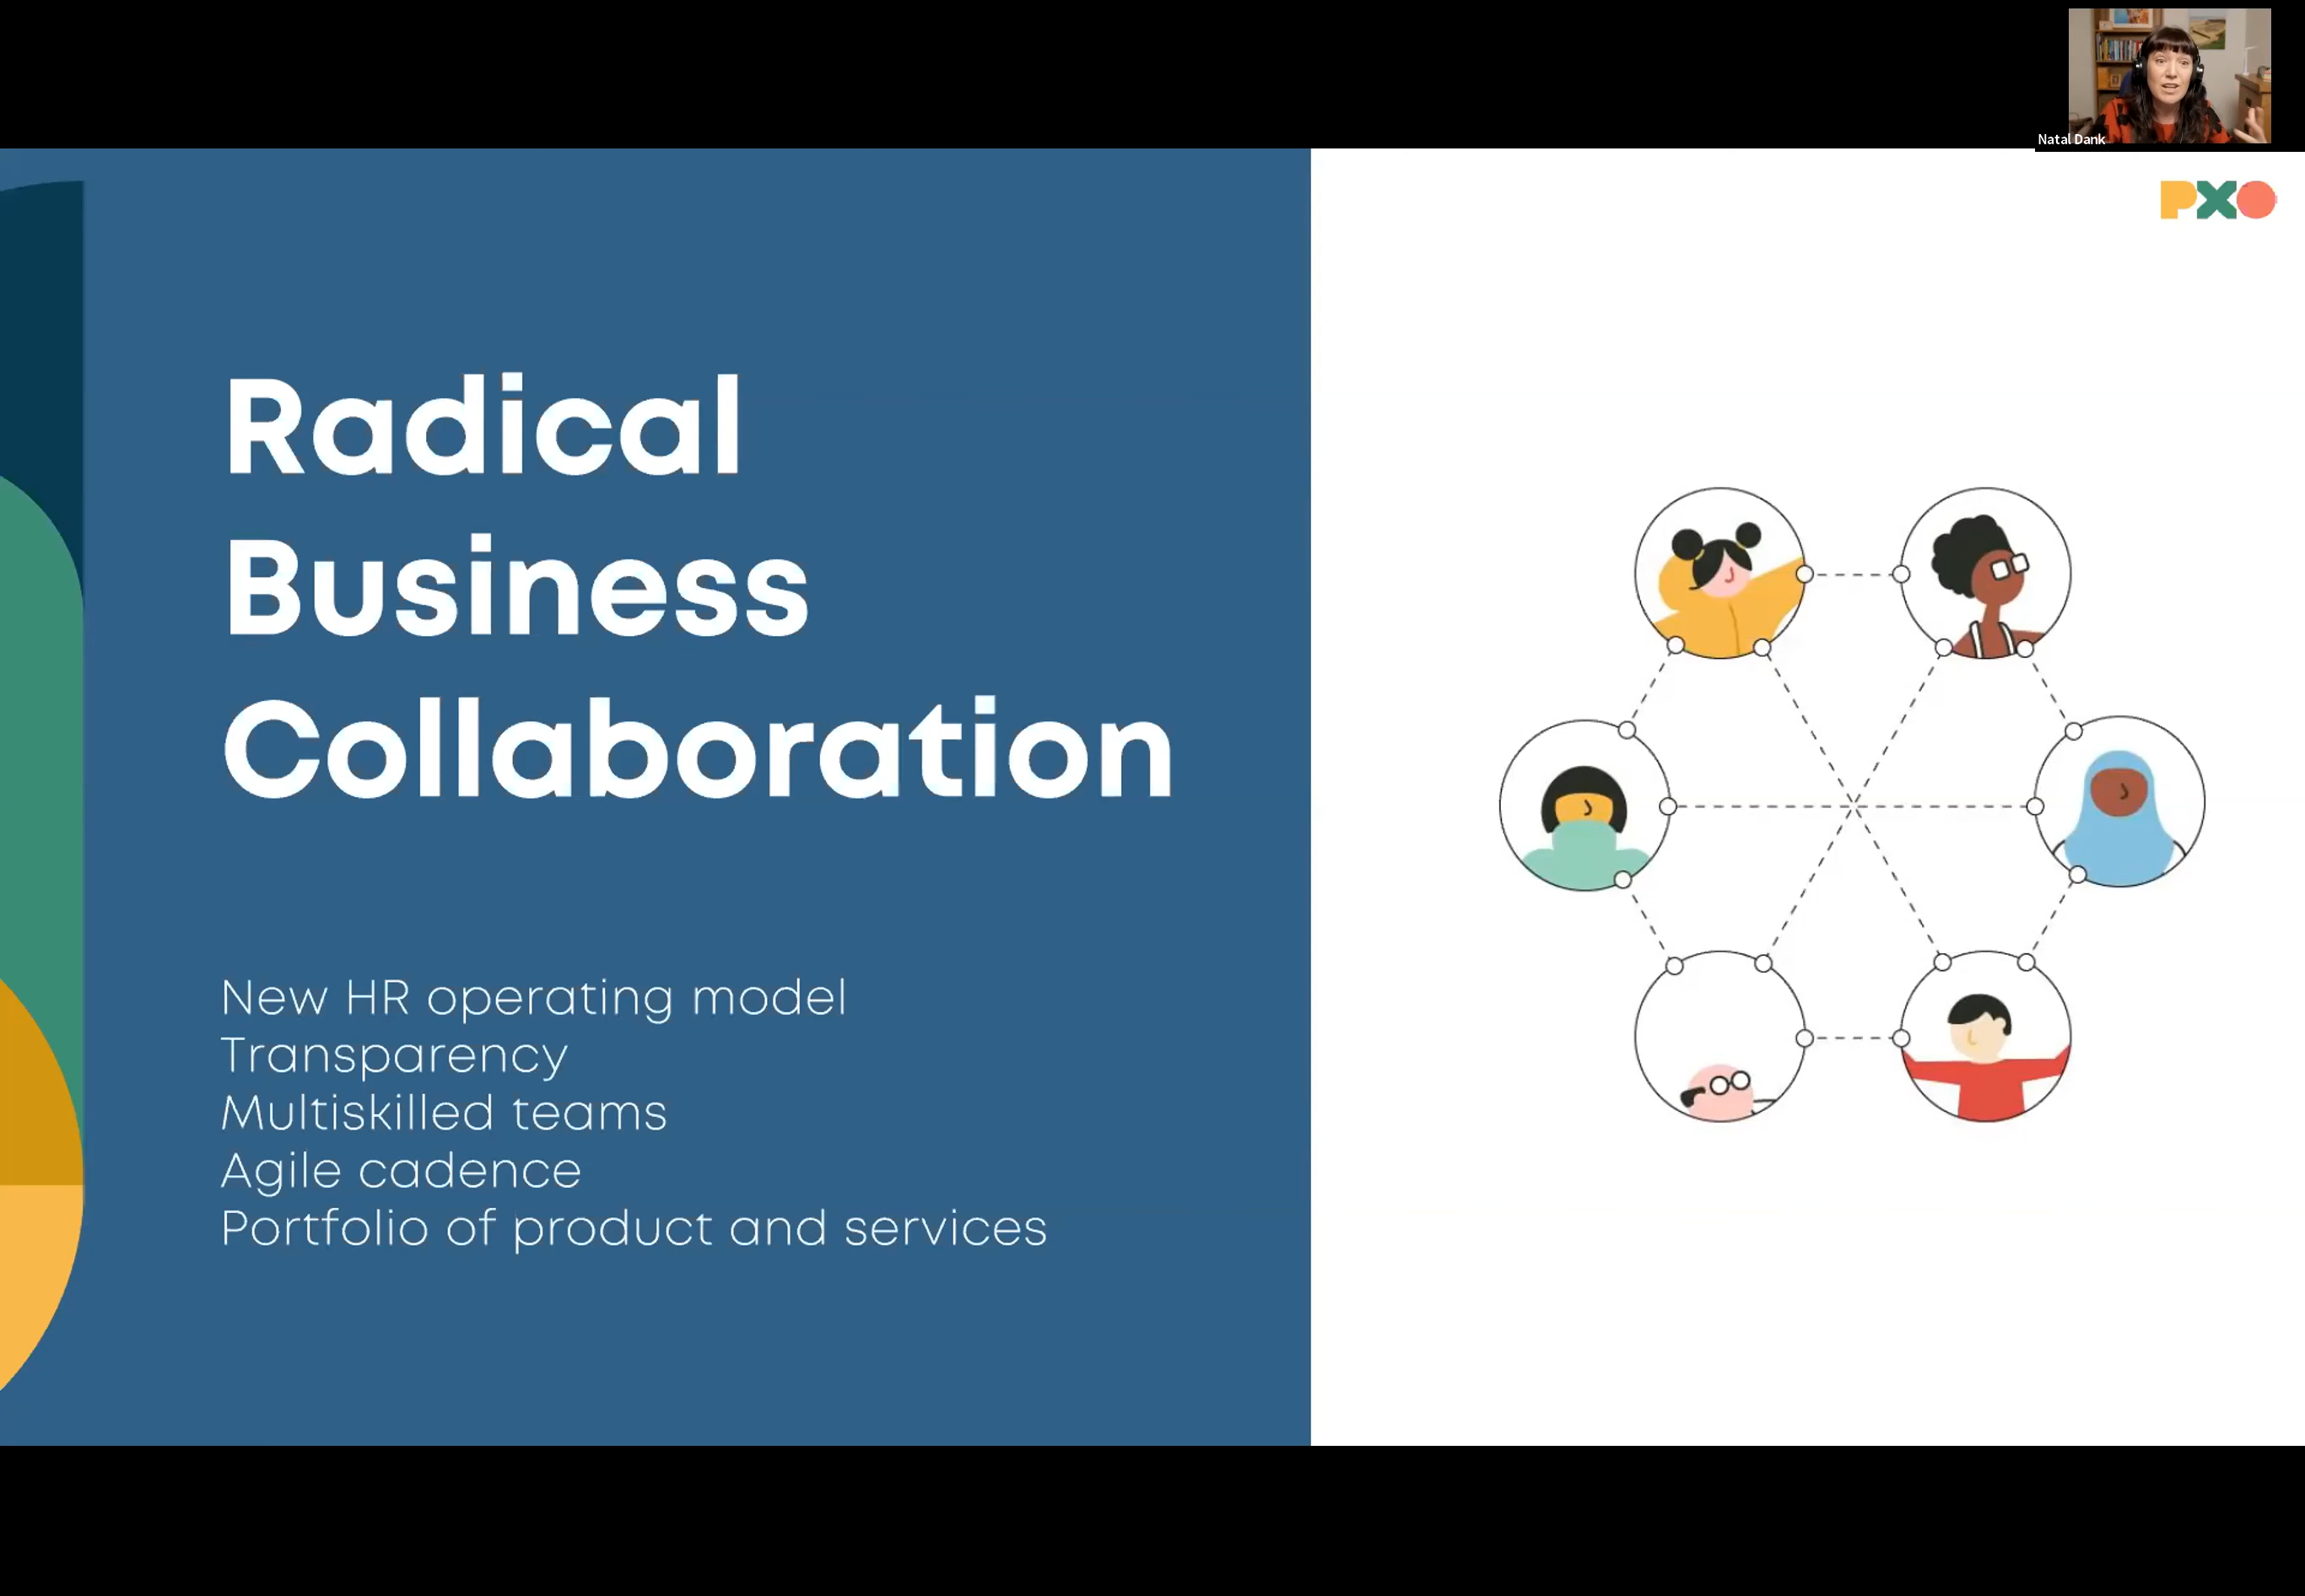 Natal Dank
PXO
Radical
Business
Collaboration
New HR operating model
Transparency
Multiskilled teams
Agile cadence
Portfolio of product and services